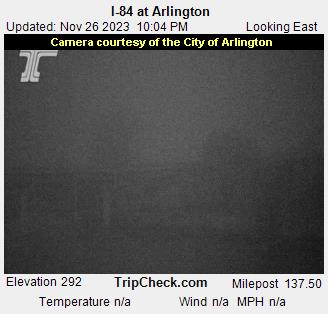 I-84 at Arlington
Updated: Nov 26 2023 10:04 PM Looking East
Camera courtesy of the City of Arlington
Elevation 292 TripCheck.com Milepost 137.50
Temperature n/a Wind n/a MPH n/a